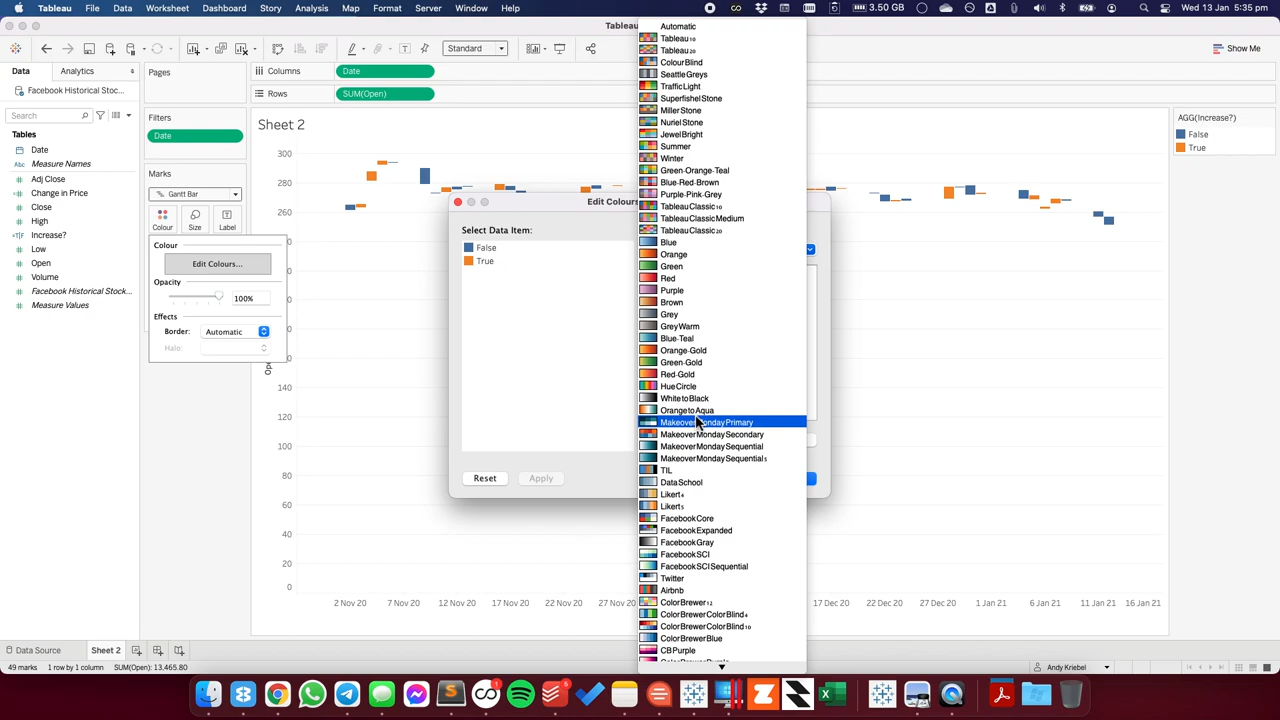 File
Data
Worksheet
Dashboard
Story
Analysis
Map
Format
Window
Help
3.50 GB
Wed 13 Jan 5:35 pm
Tableau
Standard
Show Me
Data
Analytics
Pages
Columns
Date
Rows
SUM(Open)
Facebook Historical Stoc...
Search
Tables
Date
Measure Names
Adj Close
Change in Price
Close
High
Increase?
Low
Open
Volume
Facebook Historical Stock...
Measure Values
Filters
Date
Marks
Gantt Bar
Colour
Size
Label
Colour
Edit Colours...
Opacity
100%
Effects
Border:
Automatic
Halo:
Sheet 2
300
280
260
140
120
100
80
60
40
20
0
2 Nov 20
7 Nov 20
12 Nov 20
17 Nov 20
22 Nov 20
27 Nov 20
17 Dec 20
22 Dec 20
27 Dec 20
1 Jan 21
6 Jan 21
11 Jan 21
16 Jan 21
AGG(Increase?)
False
True
Edit Colours
Select Data Item:
False
True
Reset
Apply
Automatic
Tableau 10
Tableau 20
Colour Blind
Seattle Greys
Traffic Light
Superfishel Stone
Miller Stone
Nuriel Stone
Jewel Bright
Summer
Winter
Green-Orange-Teal
Blue-Red-Brown
Purple-Pink-Grey
Tableau Classic 10
Tableau Classic Medium
Tableau Classic 20
Blue
Orange
Green
Red
Purple
Brown
Grey
Grey Warm
Blue-Teal
Orange-Gold
Green-Gold
Red-Gold
Hue Circle
White to Black
Orange to Aqua
Makeover Monday Primary
Makeover Monday Secondary
Makeover Monday Sequential
Makeover Monday Sequential 5
TIL
Data School
Likert 4
Likert 5
Facebook Core
Facebook Expanded
Facebook Gray
Facebook SCI
Facebook SCI Sequential
Twitter
Airbnb
ColorBrewer 12
ColorBrewer ColorBlind 4
ColorBrewer ColorBlind 10
ColorBrewer Blue
CB Purple
Data Source
Sheet 2
49 marks
1 row by 1 column
SUM(Open): 13,465.80
Andy Kriebel